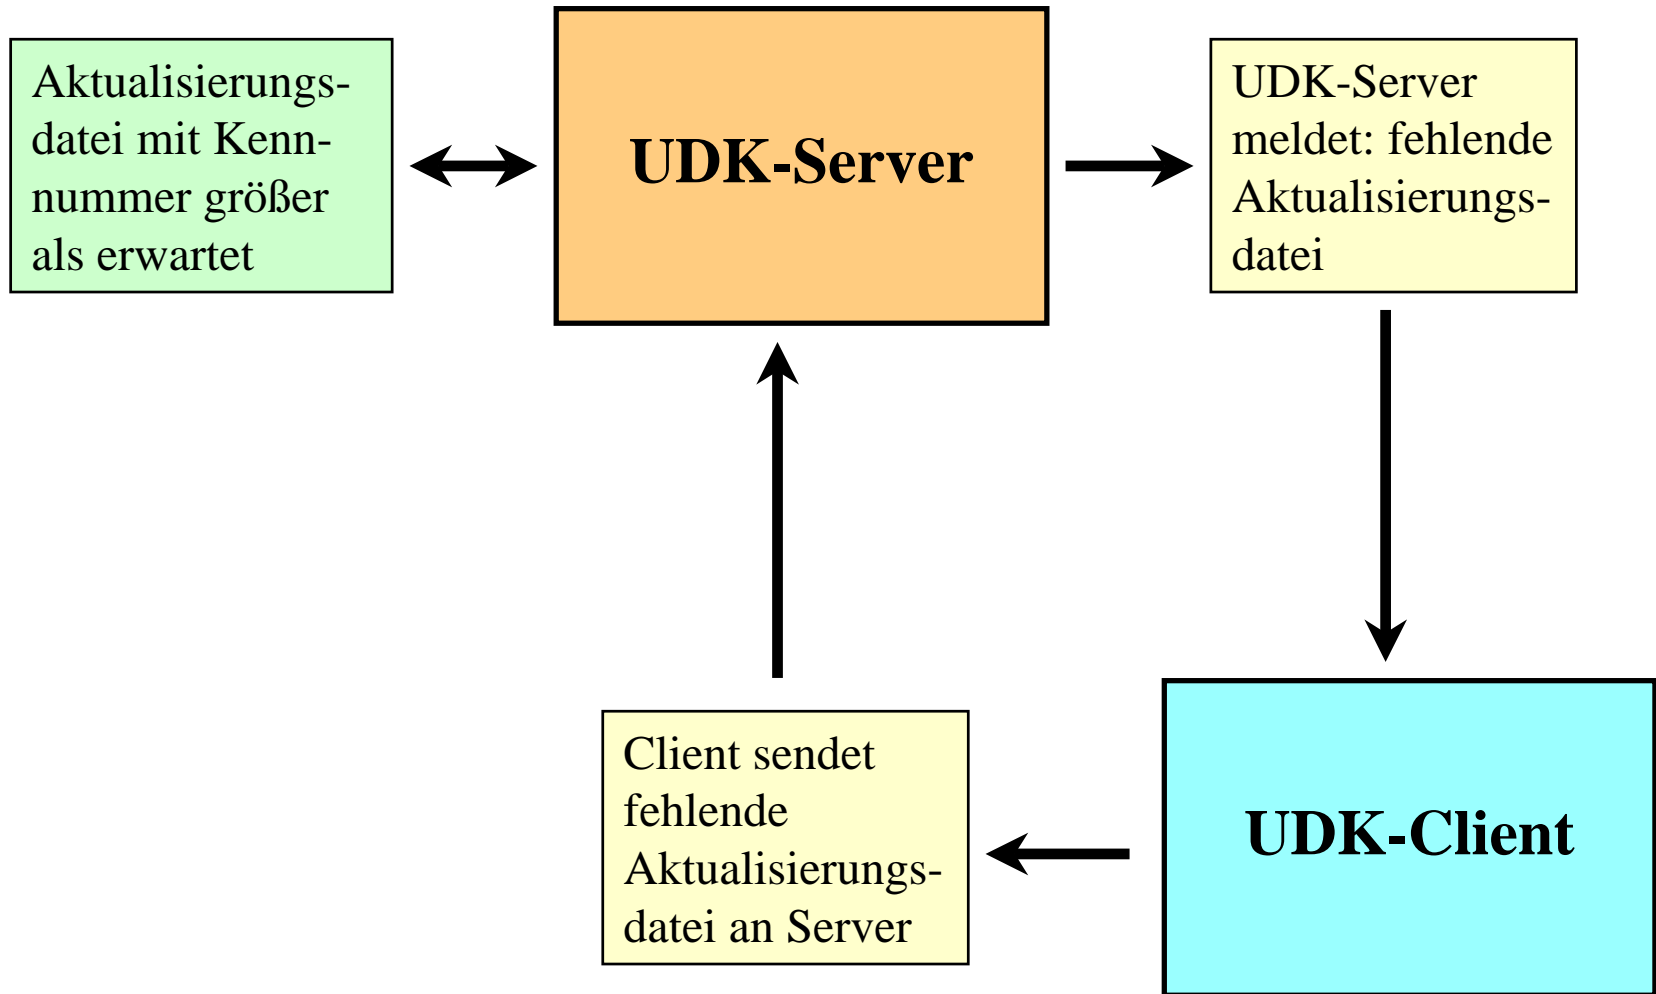 Aktualisierungs-
datei mit Kenn-
nummer größer
als erwartet
UDK-Server
UDK-Server
meldet: fehlende
Aktualisierungs-
datei
Client sendet
fehlende
Aktualisierungs-
datei an Server
UDK-Client